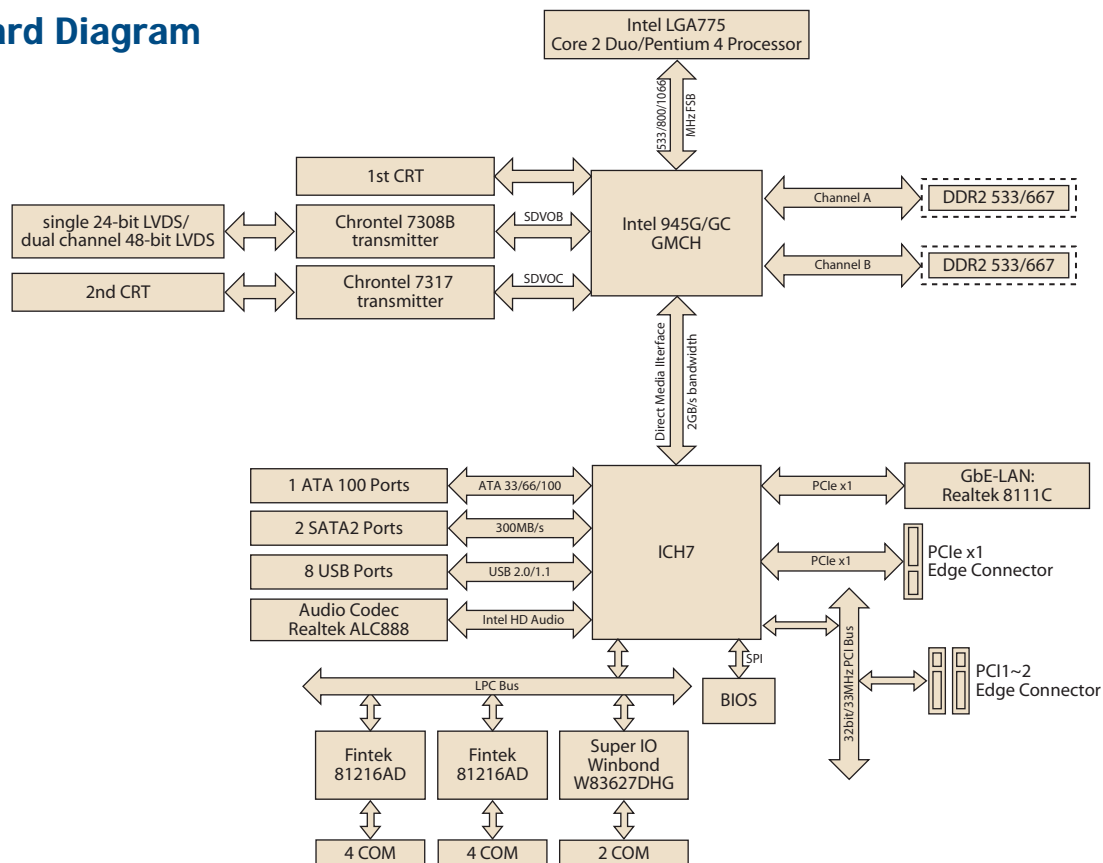 ard Diagram
Intel LGA775
Core 2 Duo/Pentium 4 Processor
533/800/1066
MHz FSB
1st CRT
single 24-bit LVDS/
dual channel 48-bit LVDS
Chrontel 7308B
transmitter
SDVOB
Intel 945G/GC
GMCH
Channel A
DDR2 533/667
Channel B
DDR2 533/667
2nd CRT
Chrontel 7317
transmitter
SDVOC
Direct Media IIterface
2GB/s bandwidth
1 ATA 100 Ports
ATA 33/66/100
2 SATA2 Ports
300MB/s
8 USB Ports
USB 2.0/1.1
Audio Codec
Realtek ALC888
Intel HD Audio
ICH7
PCIe x1
GbE-LAN:
Realtek 8111C
PCIe x1
PCIe x1
Edge Connector
32bit/33MHz PCI Bus
PCI1~2
Edge Connector
SPI
BIOS
LPC Bus
Fintek
81216AD
Fintek
81216AD
Super IO
Winbond
W83627DHG
4 COM
4 COM
2 COM